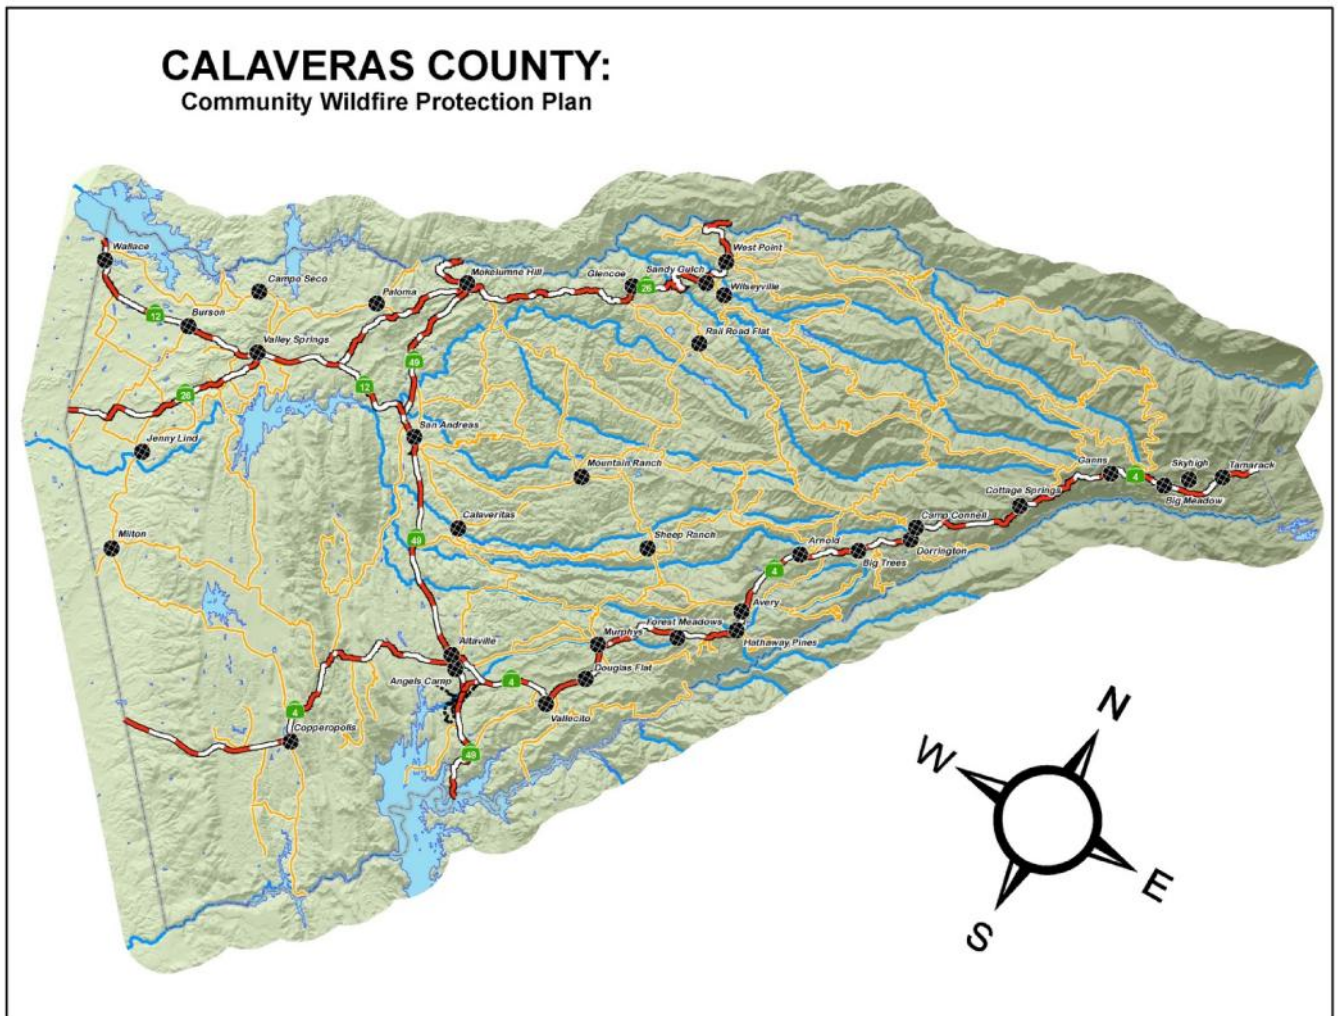 CALAVERAS COUNTY:
Community Wildfire Protection Plan
Wallace
West Point
Mokelumne Hill
Glencoe
Sandy Gulch
Campo Seco
26
Wilseyville
Paloma
12
Burson
Rail Road Flat
Valley Springs
49
12
26
San Andreas
Jenny Lind
Mountain Ranch
Ganns
Skyhigh
Tamarack
4
Big Meadow
Cottage Springs
Calaveritas
Camp Connell
Milton
49
Sheep Ranch
Arnold
Dorrington
Big Trees
4
Avery
Forest Meadows
Murphys
Hathaway Pines
Altaville
Douglas Flat
Angels Camp
4
Vallecito
4
Copperopolis
49
N
W
E
S